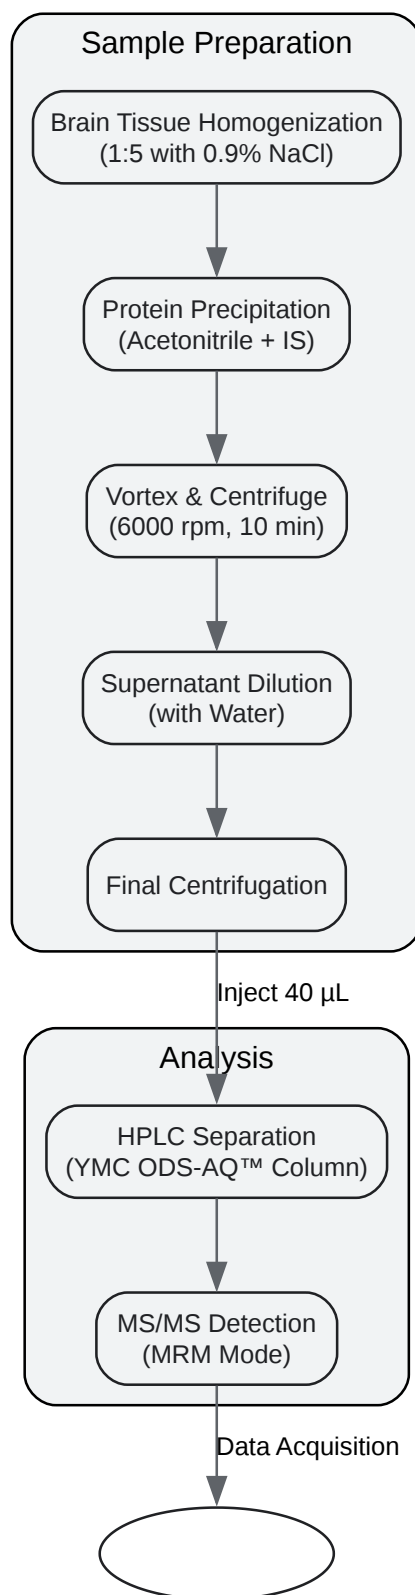 Sample Preparation
Brain Tissue Homogenization
(1:5 with 0.9% NaCl)
Protein Precipitation
(Acetonitrile + IS)
Vortex & Centrifuge
(6000 rpm, 10 min)
Supernatant Dilution
(with Water)
Final Centrifugation
Inject 40 µL
Analysis
HPLC Separation
(YMC ODS-AQ™ Column)
MS/MS Detection
(MRM Mode)
Data Acquisition